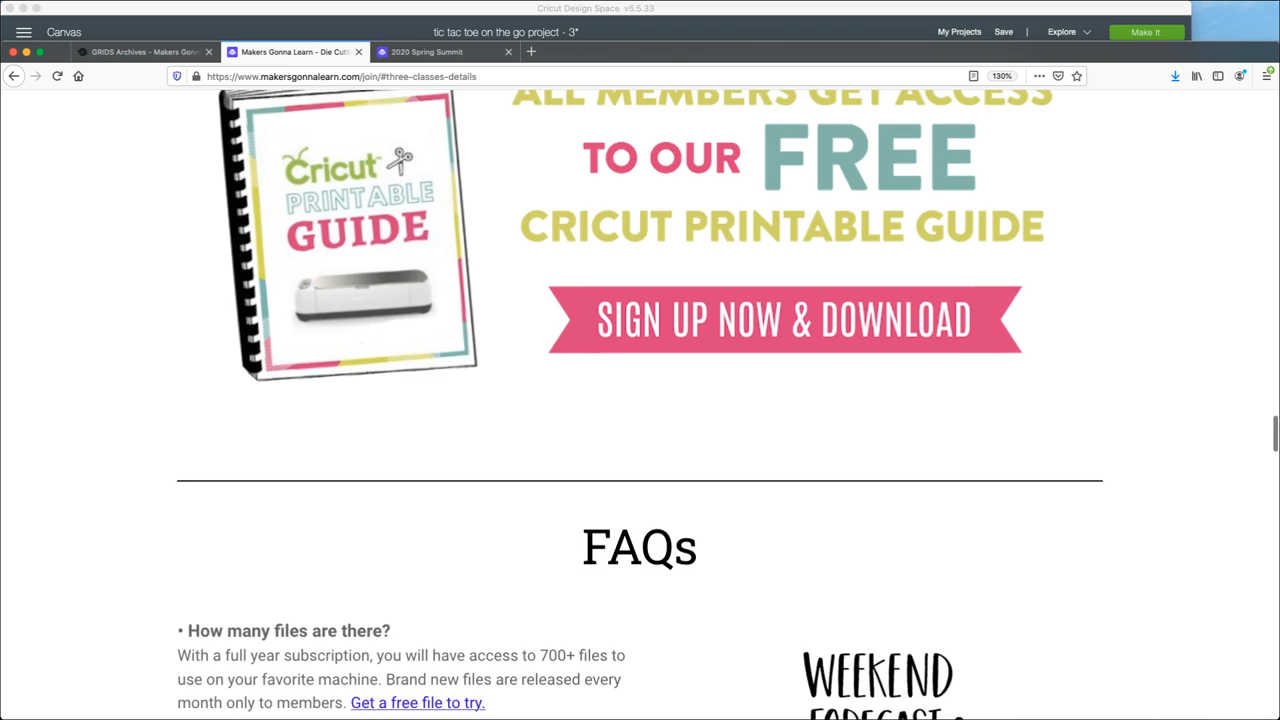 Cricut Design Space v5.5.33
Canvas
tic tac toe on the go project - 3*
My Projects Save | Explore Make It
GRIDS Archives - Makers Gonn
Makers Gonna Learn - Die Cutt
2020 Spring Summit
https://www.makersgonnalearn.com/join/#three-classes-details
130%
Cricut
PRINTABLE
GUIDE
ALL MEMBERS GET ACCESS
TO OUR FREE
CRICUT PRINTABLE GUIDE
SIGN UP NOW & DOWNLOAD
FAQs
• How many files are there?
With a full year subscription, you will have access to 700+ files to
use on your favorite machine. Brand new files are released every
month only to members. Get a free file to try.
WEEKEND
FORECAST: